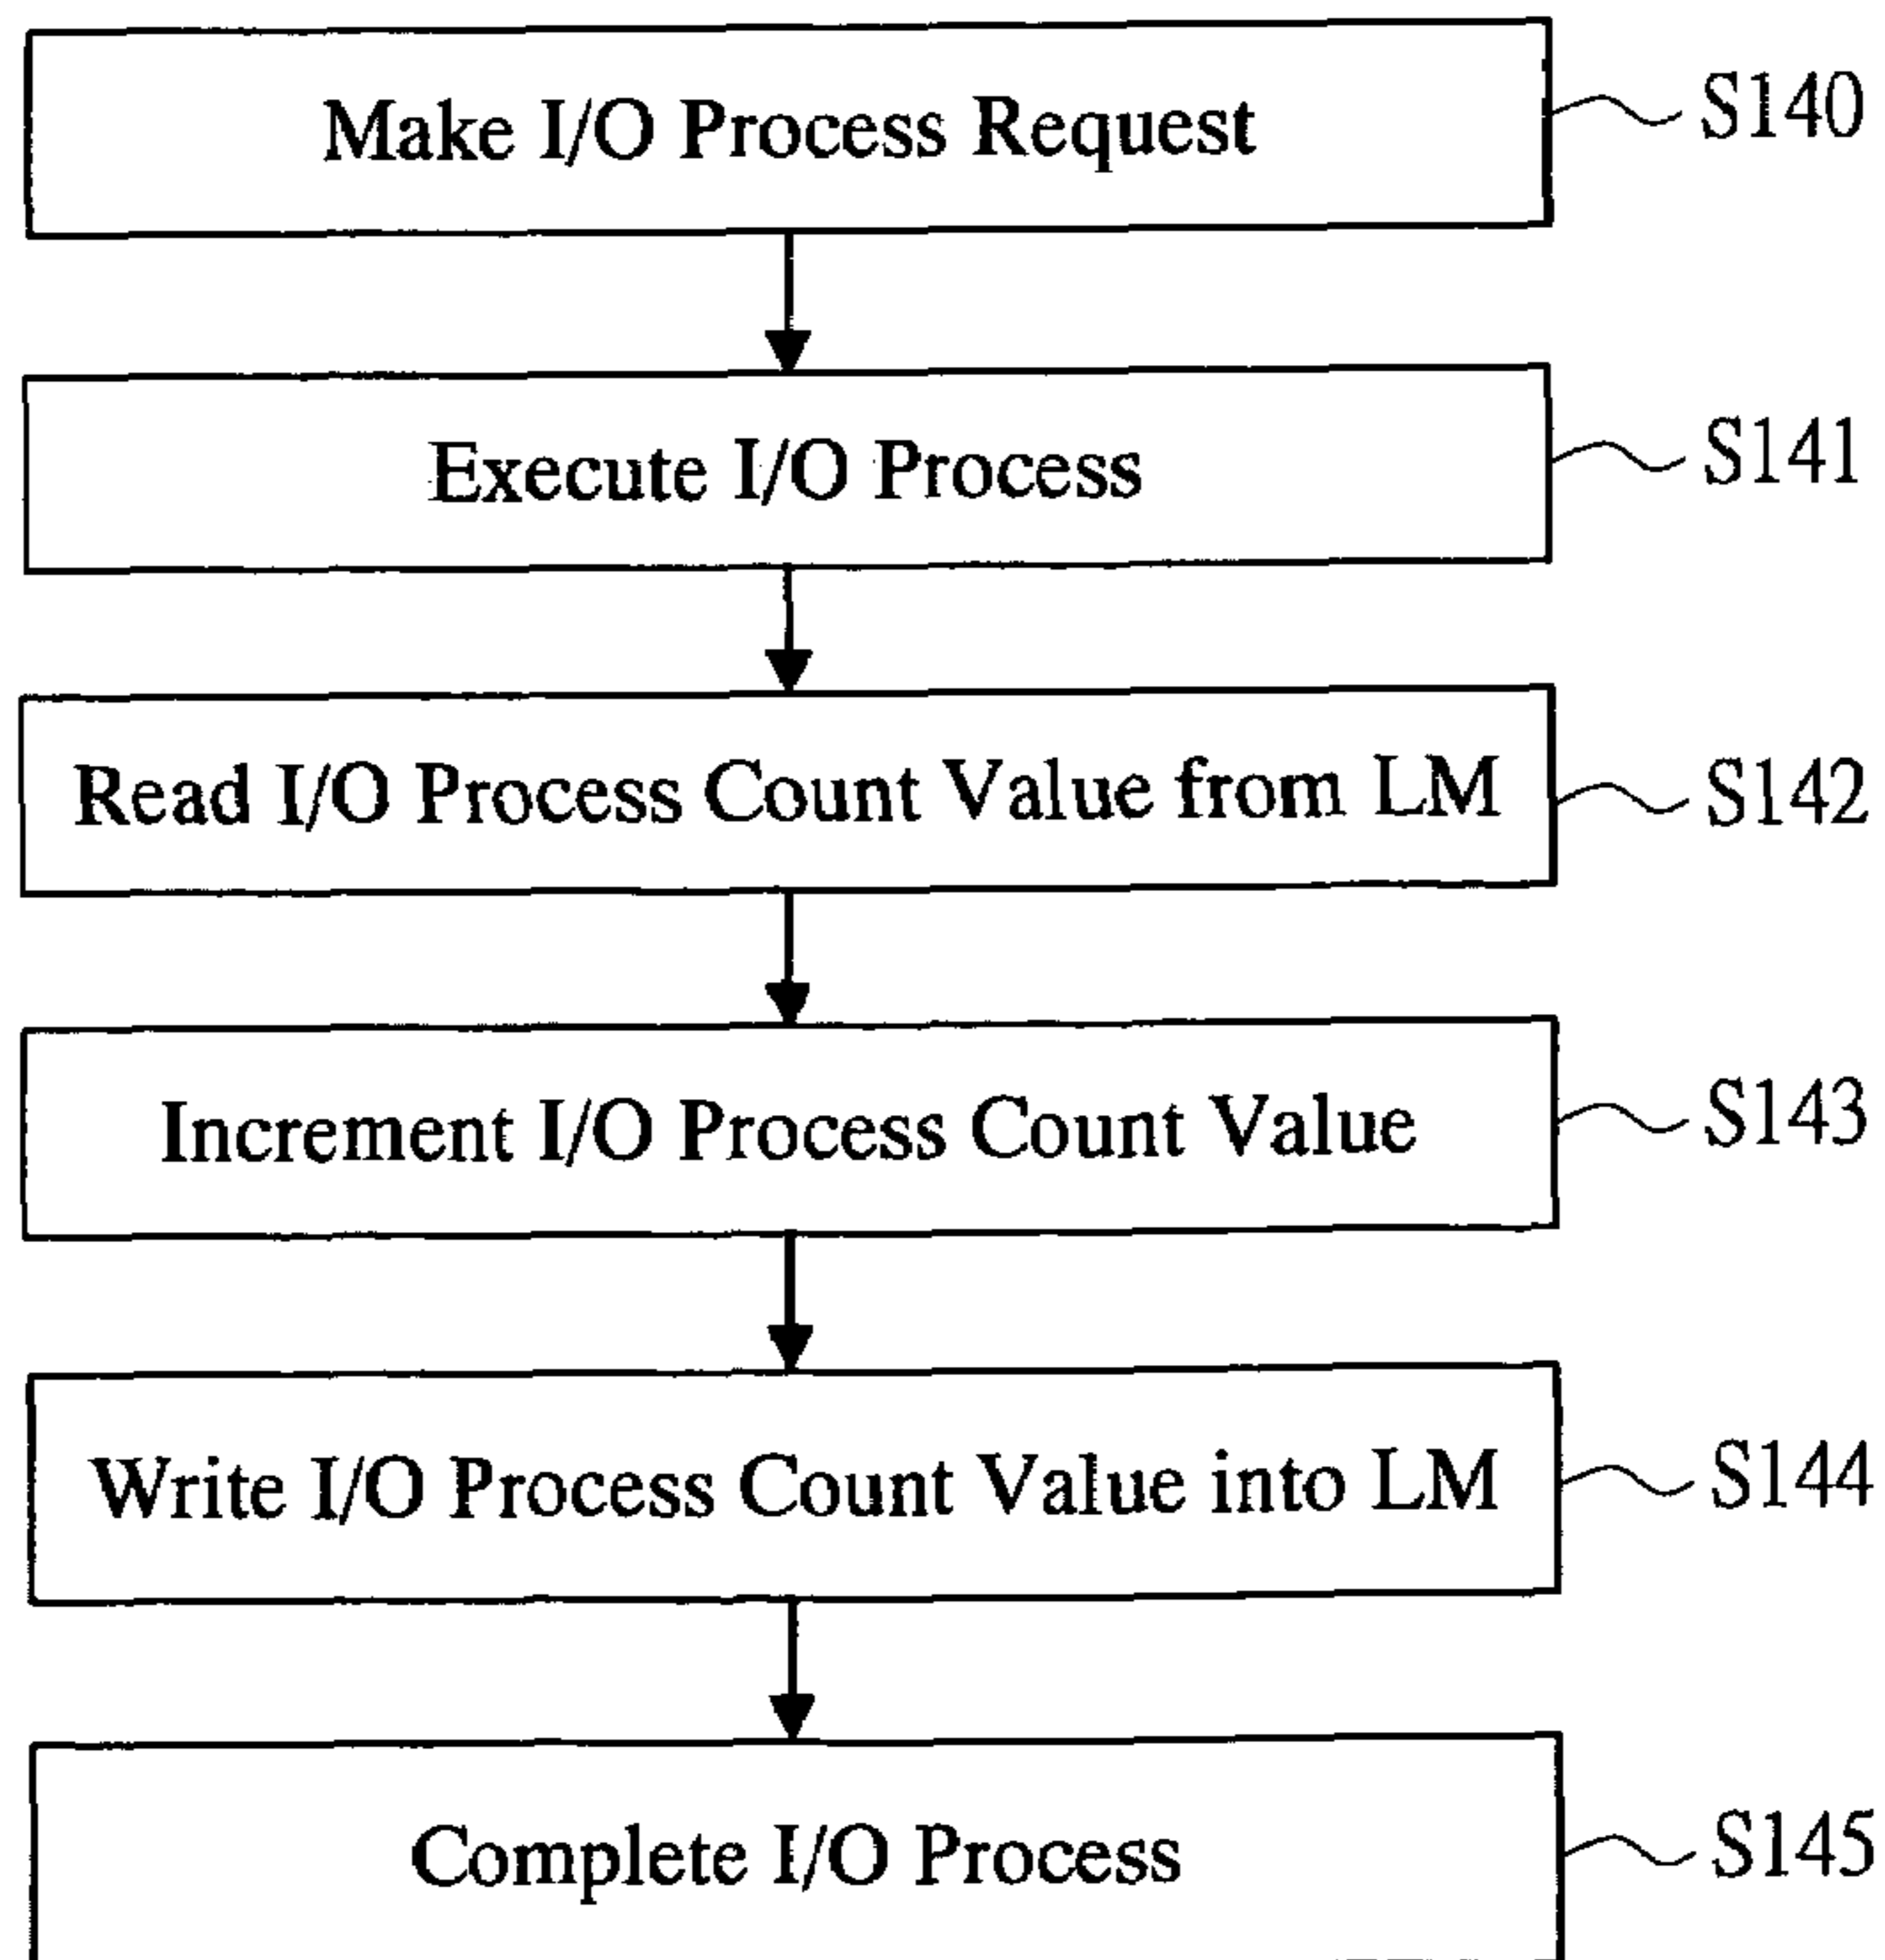 Make I/O Process Request S140
Execute I/O Process S141
Read I/O Process Count Value from LM S142
Increment I/O Process Count Value S143
Write I/O Process Count Value into LM S144
Complete I/O Process S145